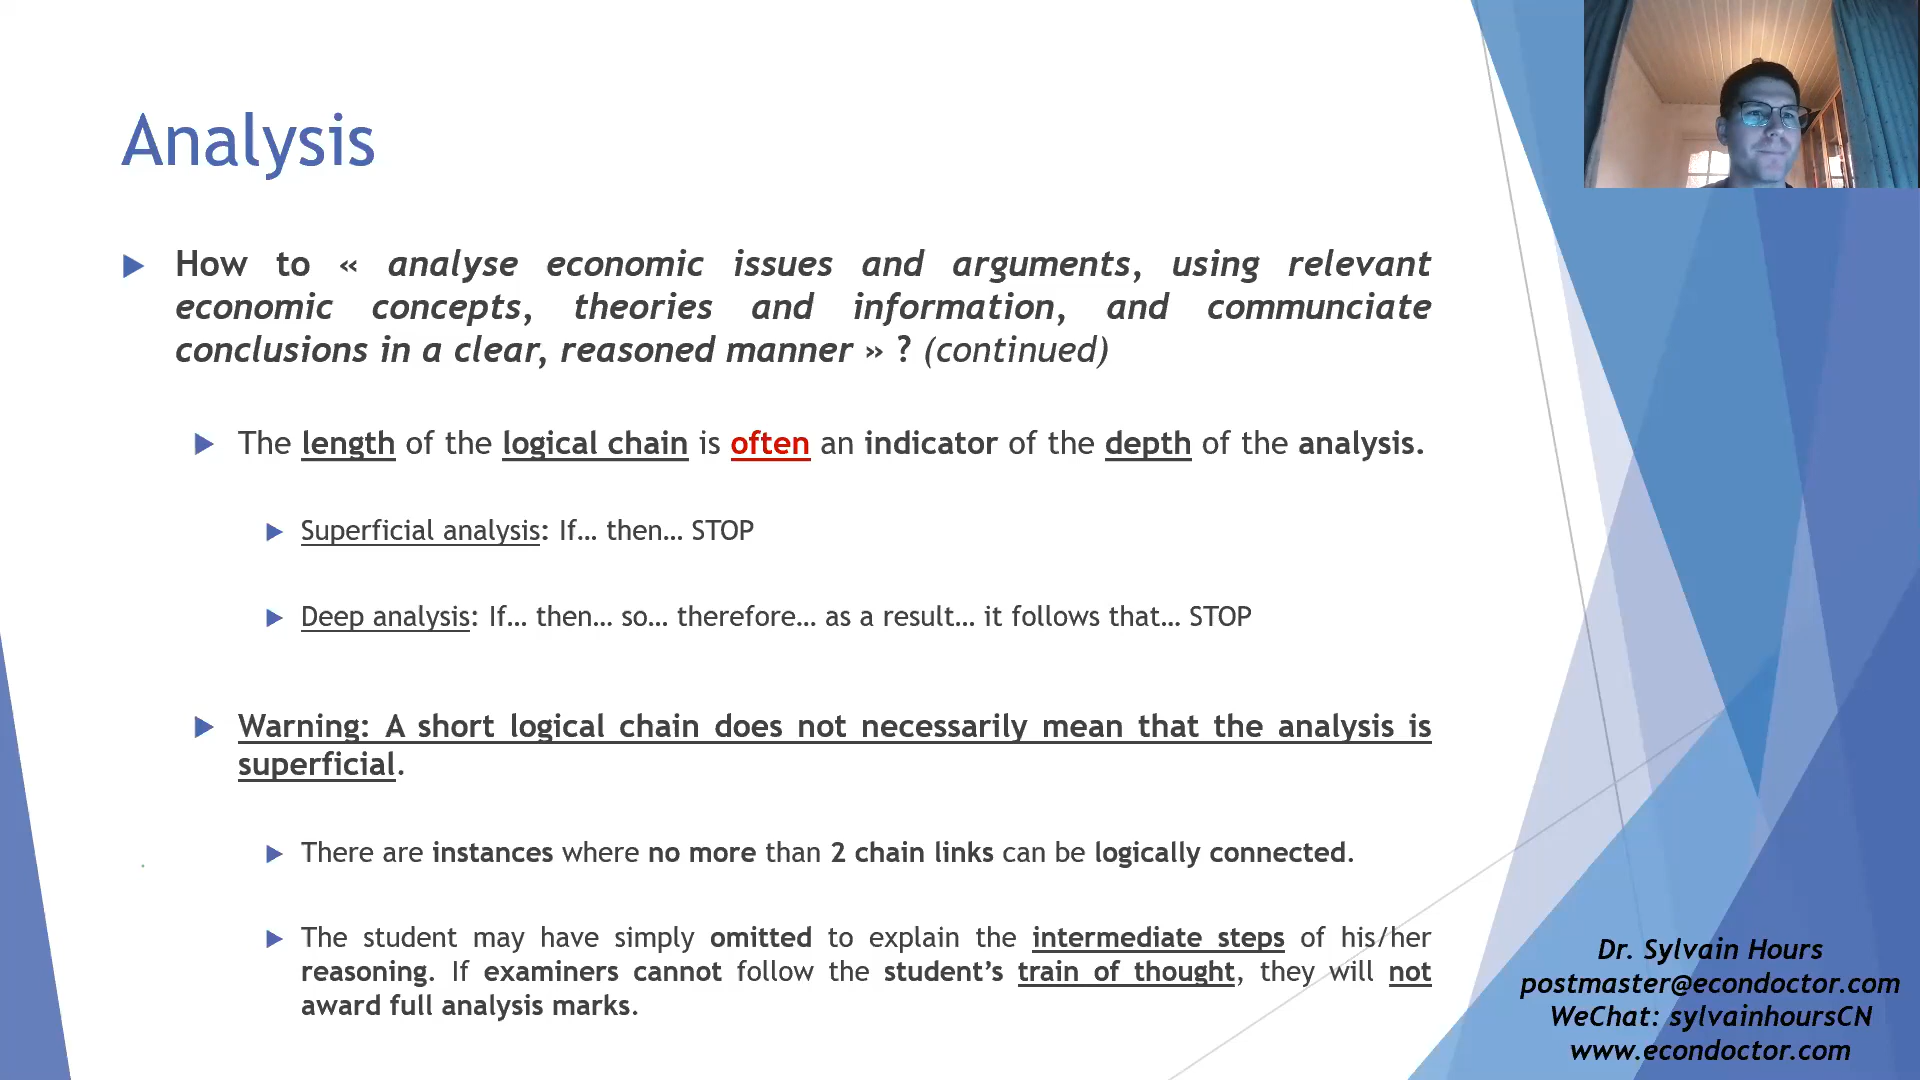 Analysis
How to « analyse economic issues and arguments, using relevant
economic concepts, theories and information, and communciate
conclusions in a clear, reasoned manner » ? (continued)
The length of the logical chain is often an indicator of the depth of the analysis.
Superficial analysis: If… then… STOP
Deep analysis: If… then… so… therefore… as a result… it follows that… STOP
Warning: A short logical chain does not necessarily mean that the analysis is
superficial.
There are instances where no more than 2 chain links can be logically connected.
The student may have simply omitted to explain the intermediate steps of his/her
reasoning. If examiners cannot follow the student’s train of thought, they will not
award full analysis marks.
Dr. Sylvain Hours
postmaster@econdoctor.com
WeChat: sylvainhoursCN
www.econdoctor.com